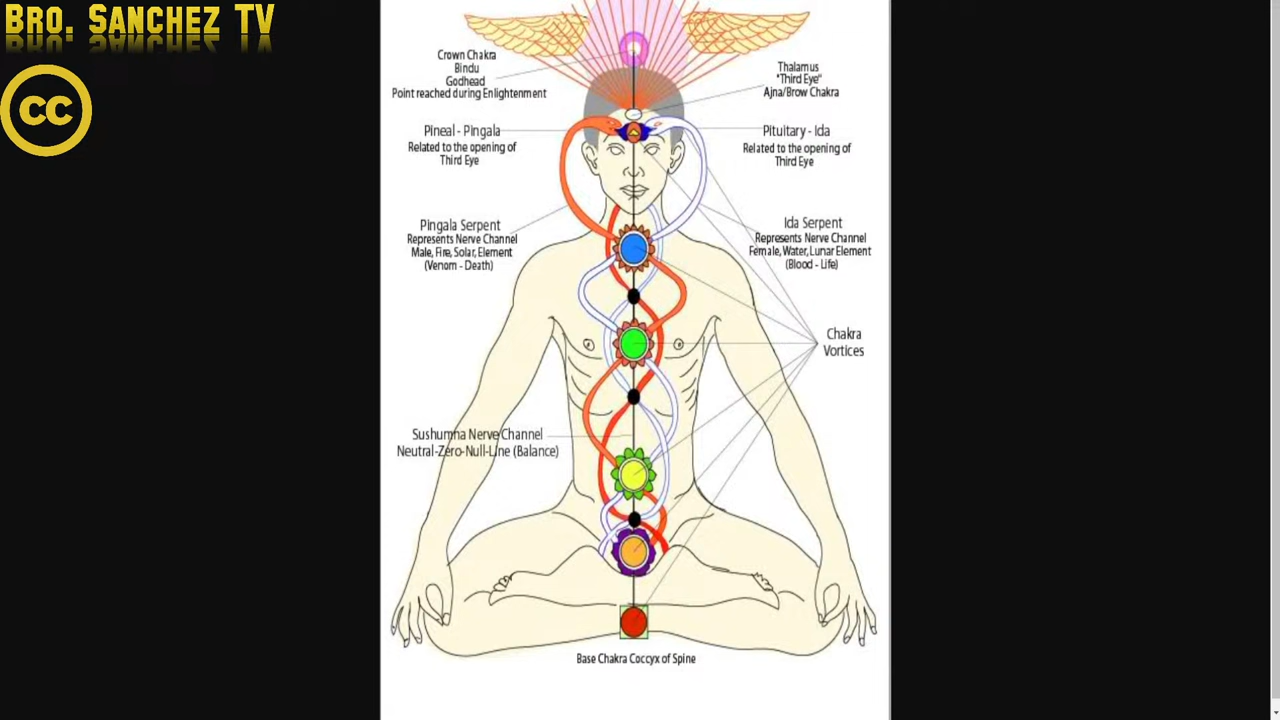 BRO. SANCHEZ TV
CC
Crown Chakra
Bindu
Godhead
Point reached during Enlightenment
Thalamus
"Third Eye"
Ajna/Brow Chakra
Pineal - Pingala
Related to the opening of
Third Eye
Pituitary - Ida
Related to the opening of
Third Eye
Pingala Serpent
Represents Nerve Channel
Male, Fire, Solar, Element
(Venom - Death)
Ida Serpent
Represents Nerve Channel
Female, Water, Lunar Element
(Blood - Life)
Chakra
Vortices
Sushumna Nerve Channel
Neutral-Zero-Null-Line (Balance)
Base Chakra Coccyx of Spine